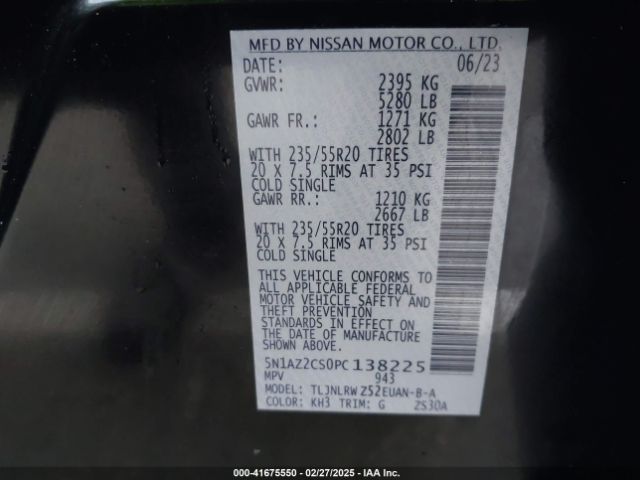 MFD BY NISSAN MOTOR CO., LTD.
DATE: 06/23
GVWR: 2395 KG
5280 LB
GAWR FR.: 1271 KG
2802 LB
WITH 235/55R20 TIRES
20 X 7.5 RIMS AT 35 PSI
COLD SINGLE
GAWR RR.: 1210 KG
2667 LB
WITH 235/55R20 TIRES
20 X 7.5 RIMS AT 35 PSI
COLD SINGLE
THIS VEHICLE CONFORMS TO
ALL APPLICABLE FEDERAL
MOTOR VEHICLE SAFETY AND
THEFT PREVENTION
STANDARDS IN EFFECT ON
THE DATE OF MANUFACTURE
SHOWN ABOVE.
5N1AZ2CS0PC138225
MPV 943
MODEL: TLJNLRW Z52EUAN-B-A
COLOR: KH3 TRIM: G ZS30A
000-41675550 | 02/27/2025 | IAA Inc.